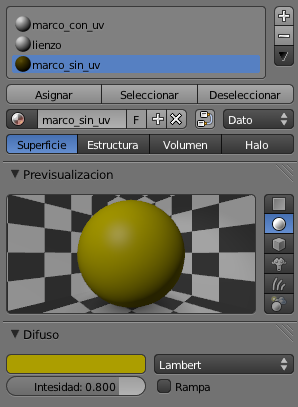 marco_con_uv
lienzo
marco_sin_uv
Asignar Seleccionar Deseleccionar
marco_sin_uv F Dato
Superficie Estructura Volumen Halo
Previsualizacion
Difuso
Lambert
Intesidad: 0.800 Rampa